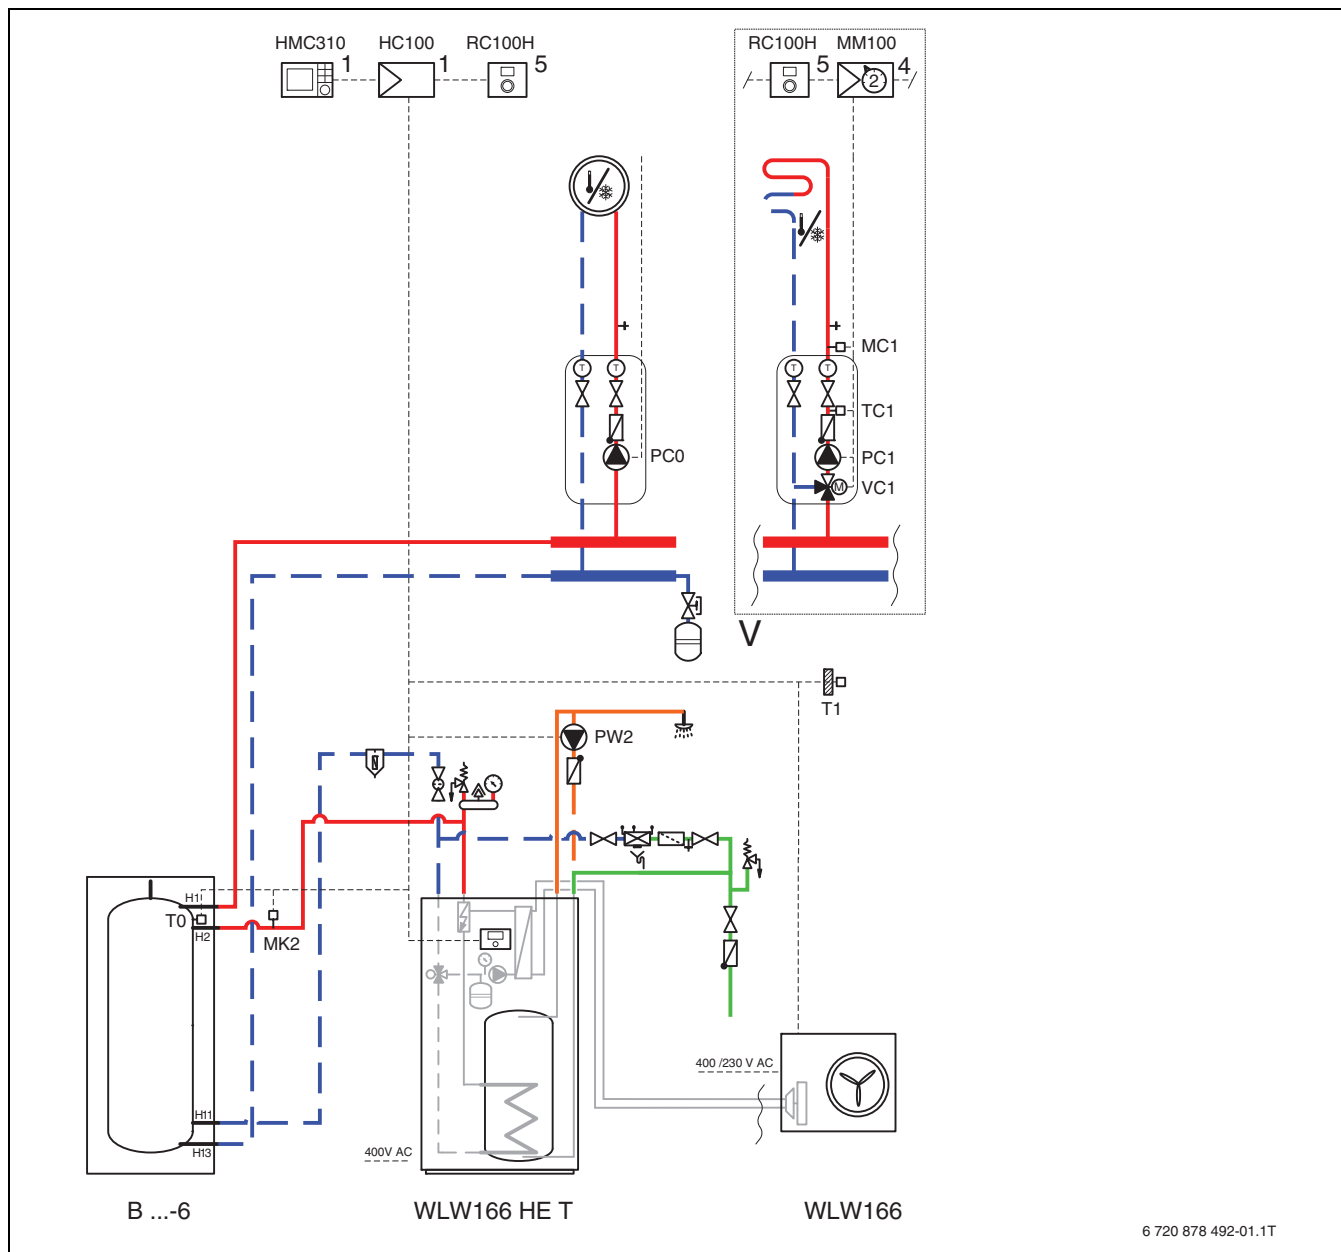 HMC310 HC100 RC100H RC100H MM100
1 1 5 5 2 4
MC1
T T T T
TC1
PC0 PC1
M VC1
V
T1
PW2
H1
T0
H2 MK2
400 /230 V AC
H11
H13
400V AC
B ...-6 WLW166 HE T WLW166
6 720 878 492-01.1T